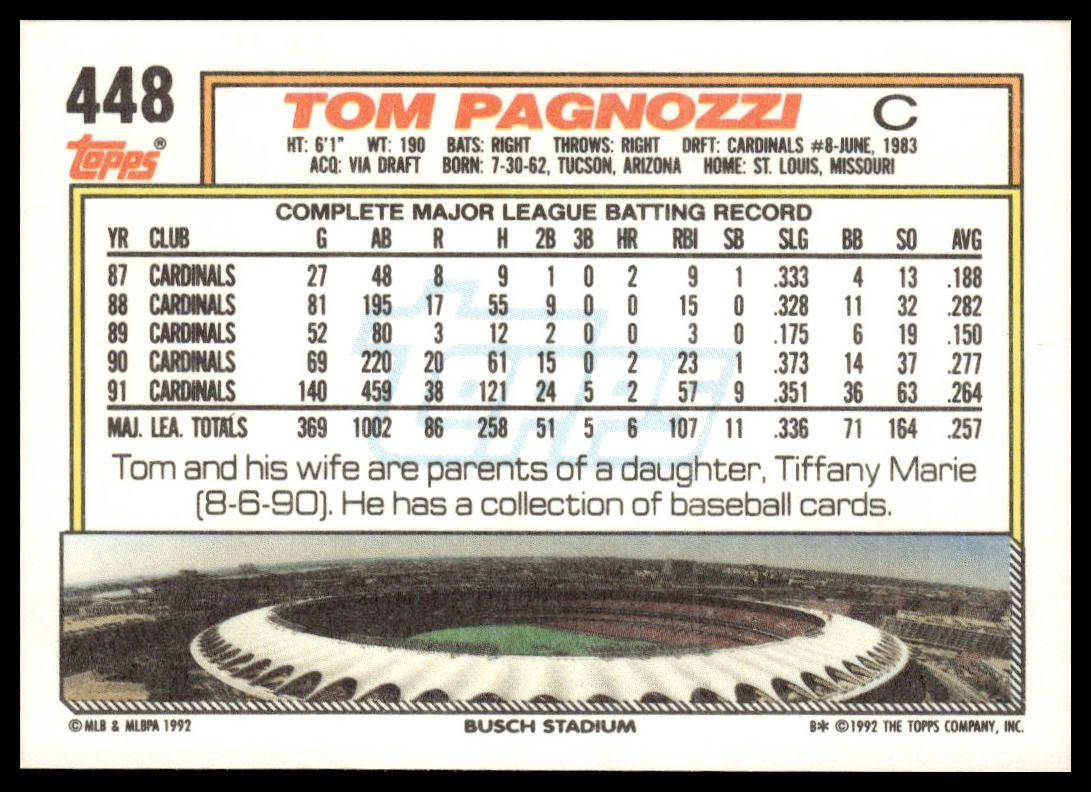 448
Topps®
TOM PAGNOZZI C
HT: 6'1" WT: 190 BATS: RIGHT THROWS: RIGHT DRFT: CARDINALS #8-JUNE, 1983
ACQ: VIA DRAFT BORN: 7-30-62, TUCSON, ARIZONA HOME: ST. LOUIS, MISSOURI
COMPLETE MAJOR LEAGUE BATTING RECORD
YR CLUB G AB R H 2B 3B HR RBI SB SLG BB SO AVG
87 CARDINALS 27 48 8 9 1 0 2 9 1 .333 4 13 .188
88 CARDINALS 81 195 17 55 9 0 0 15 0 .328 11 32 .282
89 CARDINALS 52 80 3 12 2 0 0 3 0 .175 6 19 .150
90 CARDINALS 69 220 20 61 15 0 2 23 1 .373 14 37 .277
91 CARDINALS 140 459 38 121 24 5 2 57 9 .351 36 63 .264
MAJ. LEA. TOTALS 369 1002 86 258 51 5 6 107 11 .336 71 164 .257
Topps
Tom and his wife are parents of a daughter, Tiffany Marie
(8-6-90). He has a collection of baseball cards.
© MLB & MLBPA 1992 BUSCH STADIUM B* © 1992 THE TOPPS COMPANY, INC.